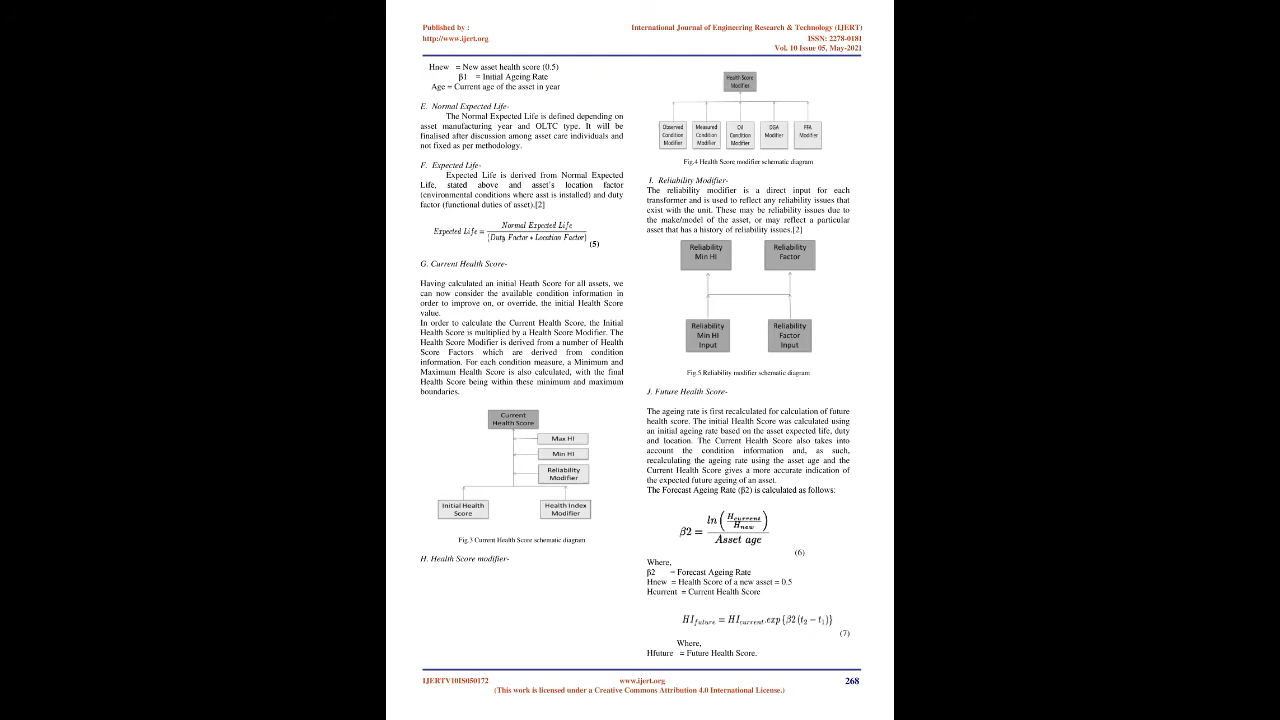 Published by :
http://www.ijert.org
International Journal of Engineering Research & Technology (IJERT)
ISSN: 2278-0181
Vol. 10 Issue 05, May-2021
Hnew = New asset health score (0.5)
β1 = Initial Ageing Rate
Age = Current age of the asset in year
E. Normal Expected Life-
The Normal Expected Life is defined depending on
asset manufacturing year and OLTC type. It will be
finalised after discussion among asset care individuals and
not fixed as per methodology.
F. Expected Life-
Expected Life is derived from Normal Expected
Life, stated above and asset's location factor
(environmental conditions where asst is installed) and duty
factor (functional duties of asset).[2]
Expected Life = Normal Expected Life / (Duty Factor * Location Factor)
(5)
G. Current Health Score-
Having calculated an initial Heath Score for all assets, we
can now consider the available condition information in
order to improve on, or override, the initial Health Score
value.
In order to calculate the Current Health Score, the Initial
Health Score is multiplied by a Health Score Modifier. The
Health Score Modifier is derived from a number of Health
Score Factors which are derived from condition
information. For each condition measure, a Minimum and
Maximum Health Score is also calculated, with the final
Health Score being within these minimum and maximum
boundaries.
Current
Health Score
Max HI
Min HI
Reliability
Modifier
Initial Health
Score
Health Index
Modifier
Fig.3 Current Health Score schematic diagram
H. Health Score modifier-
Health Score
Modifier
Observed
Condition
Modifier
Measured
Condition
Modifier
Oil
Condition
Modifier
DGA
Modifier
FFA
Modifier
Fig.4 Health Score modifier schematic diagram
I. Reliability Modifier-
The reliability modifier is a direct input for each
transformer and is used to reflect any reliability issues that
exist with the unit. These may be reliability issues due to
the make/model of the asset, or may reflect a particular
asset that has a history of reliability issues.[2]
Reliability
Min HI
Reliability
Factor
Reliability
Min HI
Input
Reliability
Factor
Input
Fig.5 Reliability modifier schematic diagram
J. Future Health Score-
The ageing rate is first recalculated for calculation of future
health score. The initial Health Score was calculated using
an initial ageing rate based on the asset expected life, duty
and location. The Current Health Score also takes into
account the condition information and, as such,
recalculating the ageing rate using the asset age and the
Current Health Score gives a more accurate indication of
the expected future ageing of an asset.
The Forecast Ageing Rate (β2) is calculated as follows:
β2 = ln (Hcurrent / Hnew) / Asset age
(6)
Where,
β2 = Forecast Ageing Rate
Hnew = Health Score of a new asset = 0.5
Hcurrent = Current Health Score
HI future = HI current.exp{β2 (t2 − t1)}
(7)
Where,
Hfuture = Future Health Score.
IJERTV10IS050172
www.ijert.org
268
(This work is licensed under a Creative Commons Attribution 4.0 International License.)